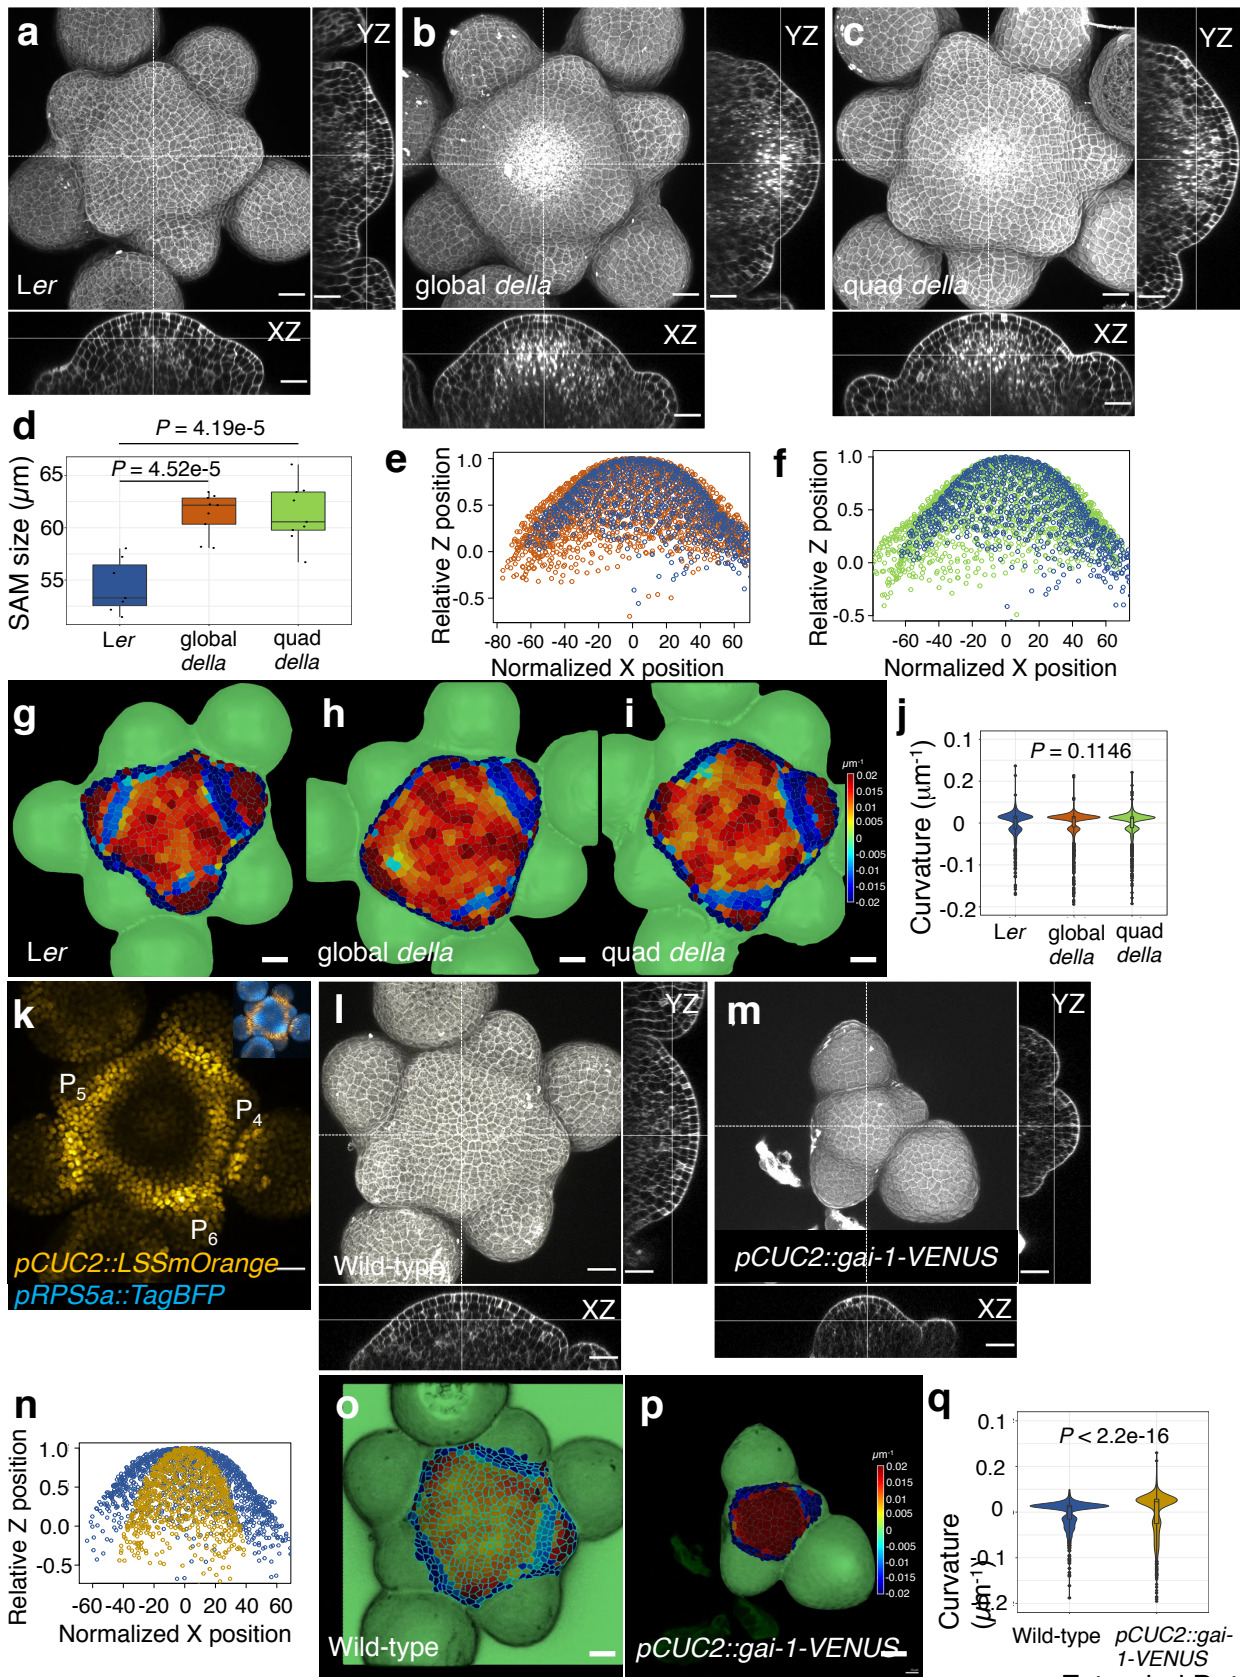 a
YZ
Ler
XZ
b
YZ
global della
XZ
c
YZ
quad della
XZ
d
P = 4.19e-5
P = 4.52e-5
SAM size (µm)
65
60
55
Ler
global della
quad della
e
Relative Z position
1.0
0.5
0.0
-0.5
-80 -60 -40 -20 0 20 40 60
Normalized X position
f
Relative Z position
1.0
0.5
0.0
-0.5
-60 -40 -20 0 20 40 60
Normalized X position
g
Ler
h
global della
i
quad della
µm-1
0.02
0.015
0.01
0.005
0
-0.005
-0.01
-0.015
-0.02
j
P = 0.1146
Curvature (µm-1)
0.1
0.2
0
-0.1
-0.2
Ler
global della
quad della
k
P5
P4
P6
pCUC2::LSSmOrange
pRPS5a::TagBFP
l
YZ
Wild-type
XZ
m
YZ
pCUC2::gai-1-VENUS
XZ
n
Relative Z position
1.0
0.5
0.0
-0.5
-60 -40 -20 0 20 40 60
Normalized X position
o
Wild-type
p
µm-1
0.02
0.015
0.01
0.005
0
-0.005
-0.01
-0.015
-0.02
pCUC2::gai-1-VENUS
q
P < 2.2e-16
Curvature (µm-1)
0.1
0.2
0
0.1
0.2
Wild-type
pCUC2::gai-
1-VENUS